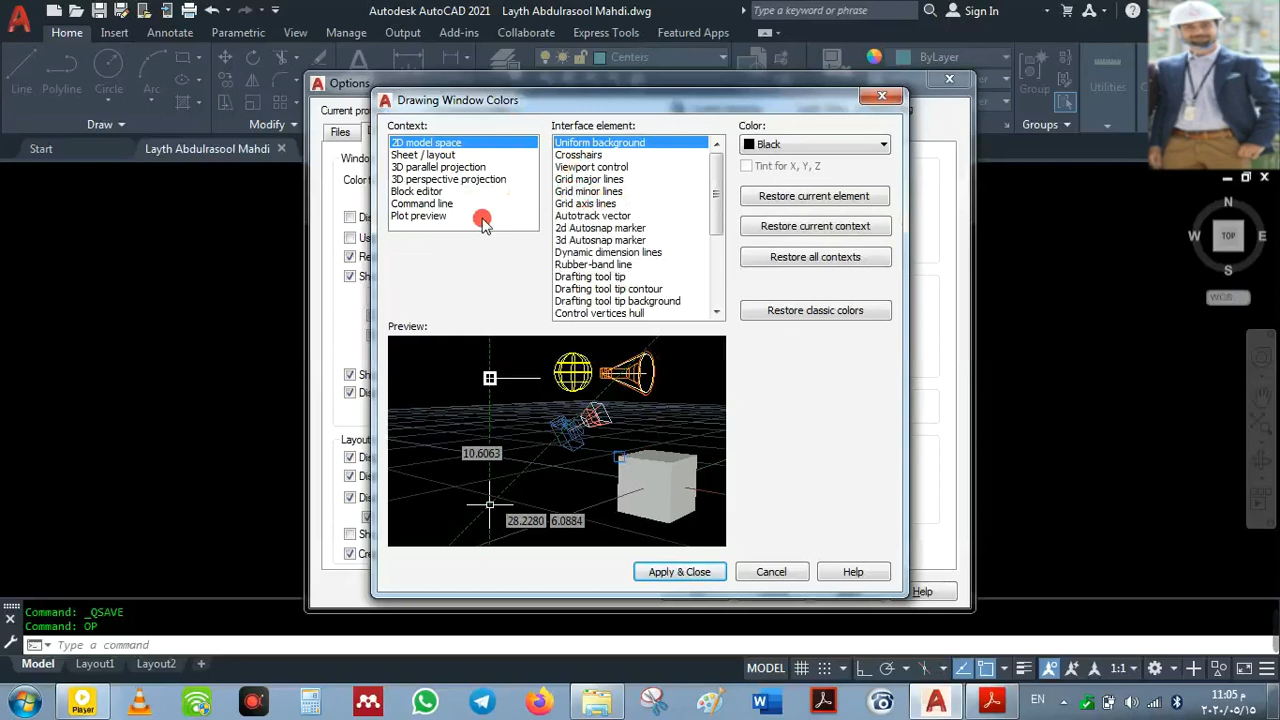 Autodesk AutoCAD 2021 Layth Abdulrasool Mahdi.dwg
Type a keyword or phrase
Sign In
Home Insert Annotate Parametric View Manage Output Add-ins Collaborate Express Tools Featured Apps
Line Polyline Circle Arc
Centers
ByLayer
Group
Utilities
Draw
Modify
Groups
Start
Layth Abdulrasool Mahdi
Options
Files
Help
Drawing Window Colors
Context:
2D model space
Sheet / layout
3D parallel projection
3D perspective projection
Block editor
Command line
Plot preview
Interface element:
Uniform background
Crosshairs
Viewport control
Grid major lines
Grid minor lines
Grid axis lines
Autotrack vector
2d Autosnap marker
3d Autosnap marker
Dynamic dimension lines
Rubber-band line
Drafting tool tip
Drafting tool tip contour
Drafting tool tip background
Control vertices hull
Color:
Black
Tint for X, Y, Z
Restore current element
Restore current context
Restore all contexts
Restore classic colors
Preview:
10.6063
28.2280 6.0884
Apply & Close
Cancel
Help
N
W TOP E
S
WCS
Command: _QSAVE
Command: OP
Type a command
Model Layout1 Layout2
MODEL
1:1
Player
EN
11:05 م
٢٠٢٠/٠٥/١٥